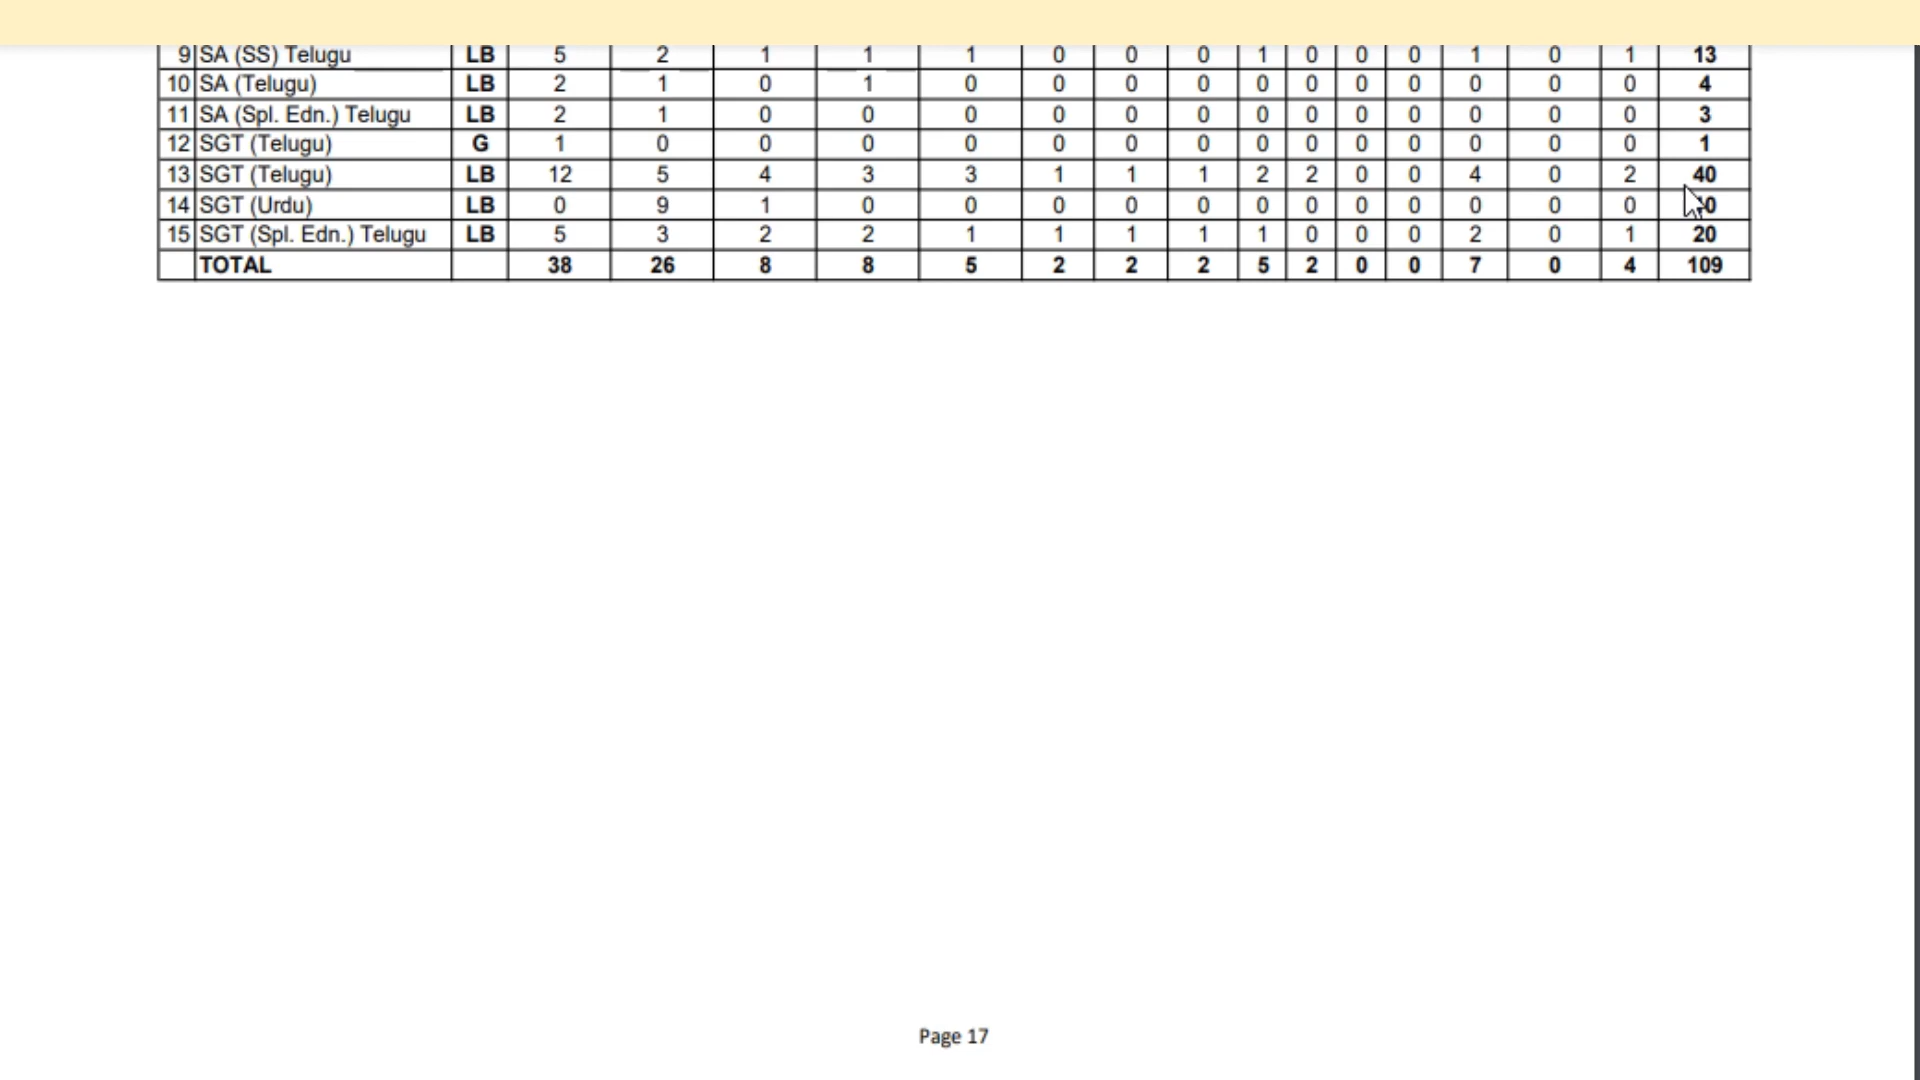 9 SA (SS) Telugu LB 5 2 1 1 1 0 0 0 1 0 0 0 1 0 1 13
10 SA (Telugu) LB 2 1 0 1 0 0 0 0 0 0 0 0 0 0 0 4
11 SA (Spl. Edn.) Telugu LB 2 1 0 0 0 0 0 0 0 0 0 0 0 0 0 3
12 SGT (Telugu) G 1 0 0 0 0 0 0 0 0 0 0 0 0 0 0 1
13 SGT (Telugu) LB 12 5 4 3 3 1 1 1 2 2 0 0 4 0 2 40
14 SGT (Urdu) LB 0 9 1 0 0 0 0 0 0 0 0 0 0 0 0
15 SGT (Spl. Edn.) Telugu LB 5 3 2 2 1 1 1 1 1 0 0 0 2 0 1 20
TOTAL 38 26 8 8 5 2 2 2 5 2 0 0 7 0 4 109
Page 17